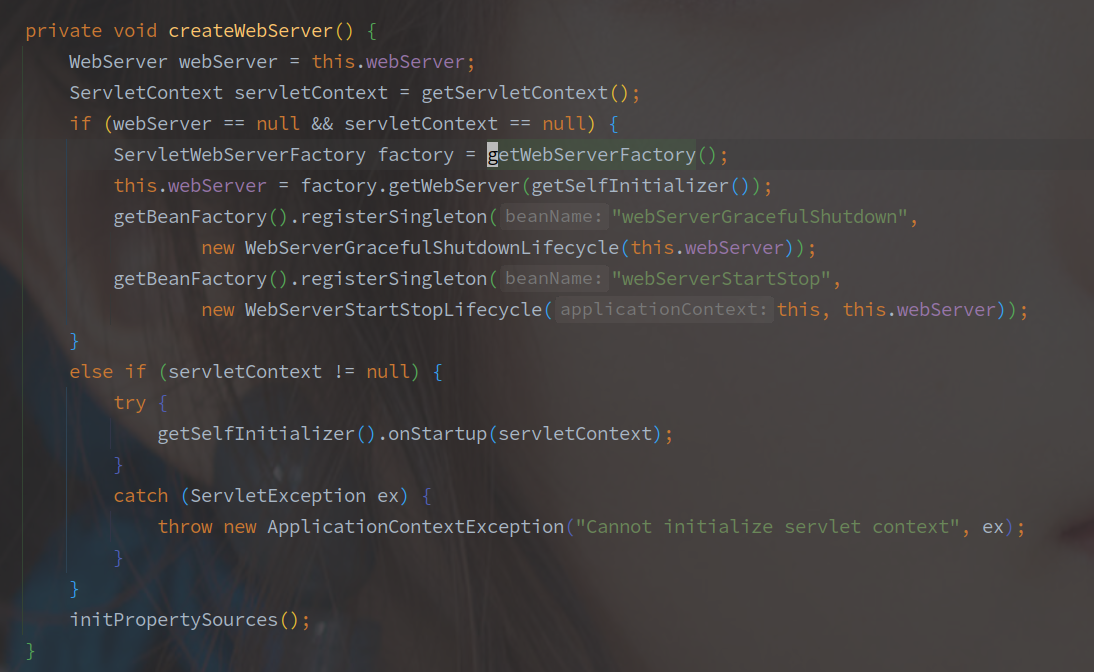 private void createWebServer() {
WebServer webServer = this.webServer;
ServletContext servletContext = getServletContext();
if (webServer == null && servletContext == null) {
ServletWebServerFactory factory = getWebServerFactory();
this.webServer = factory.getWebServer(getSelfInitializer());
getBeanFactory().registerSingleton( beanName: "webServerGracefulShutdown",
new WebServerGracefulShutdownLifecycle(this.webServer));
getBeanFactory().registerSingleton( beanName: "webServerStartStop",
new WebServerStartStopLifecycle( applicationContext: this, this.webServer));
}
else if (servletContext != null) {
try {
getSelfInitializer().onStartup(servletContext);
}
catch (ServletException ex) {
throw new ApplicationContextException("Cannot initialize servlet context", ex);
}
}
initPropertySources();
}